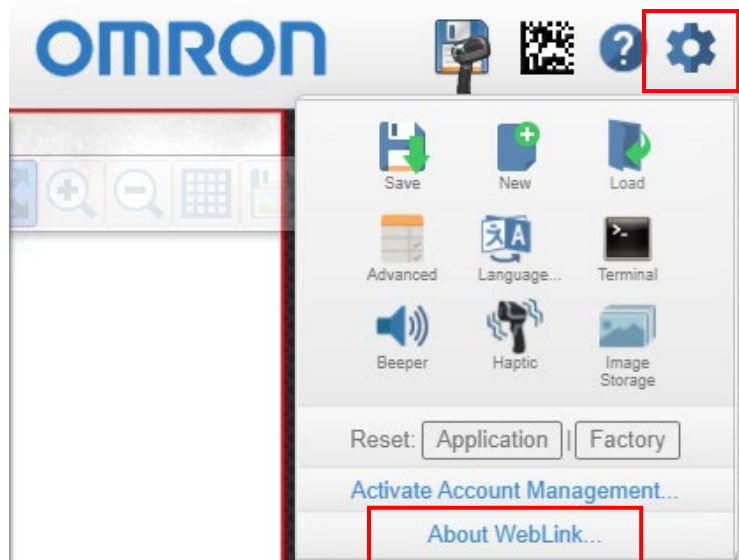 OMRON
?
Save New Load
>_
Advanced Language... Terminal
Beeper Haptic Image
Storage
Reset: Application | Factory
Activate Account Management...
About WebLink...